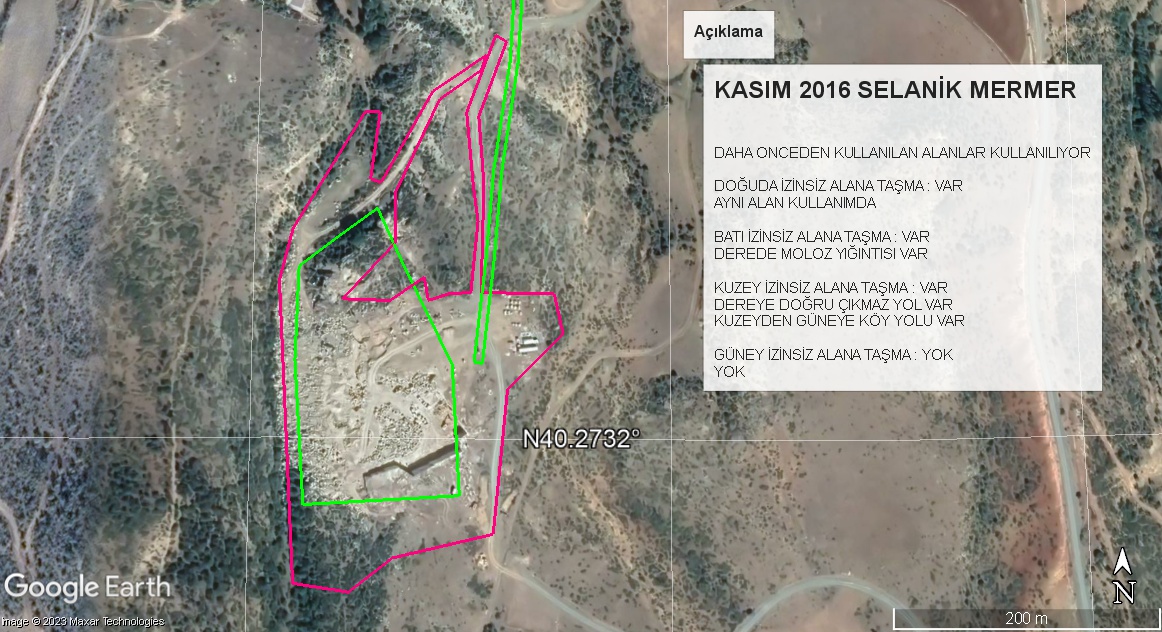 Açıklama
KASIM 2016 SELANİK MERMER
DAHA ONCEDEN KULLANILAN ALANLAR KULLANILIYOR
DOĞUDA İZİNSİZ ALANA TAŞMA : VAR
AYNI ALAN KULLANIMDA
BATI İZİNSİZ ALANA TAŞMA : VAR
DEREDE MOLOZ YIĞINTISI VAR
KUZEY İZİNSİZ ALANA TAŞMA : VAR
DEREYE DOĞRU ÇIKMAZ YOL VAR
KUZEYDEN GÜNEYE KÖY YOLU VAR
GÜNEY İZİNSİZ ALANA TAŞMA : YOK
YOK
N40.2732°
Google Earth
N
mage © 2023 Maxar Technologies
200 m